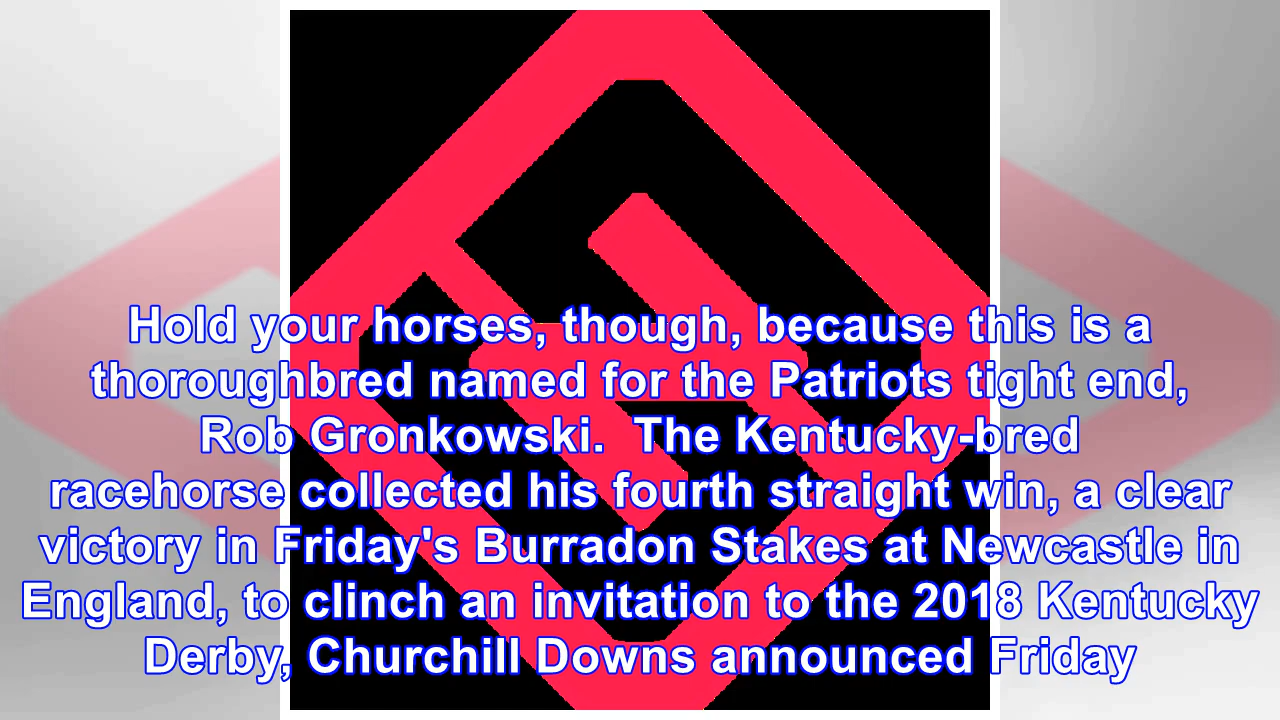 Hold your horses, though, because this is a
thoroughbred named for the Patriots tight end,
Rob Gronkowski.  The Kentucky-bred
racehorse collected his fourth straight win, a clear
victory in Friday's Burradon Stakes at Newcastle in
England, to clinch an invitation to the 2018 Kentucky
Derby, Churchill Downs announced Friday